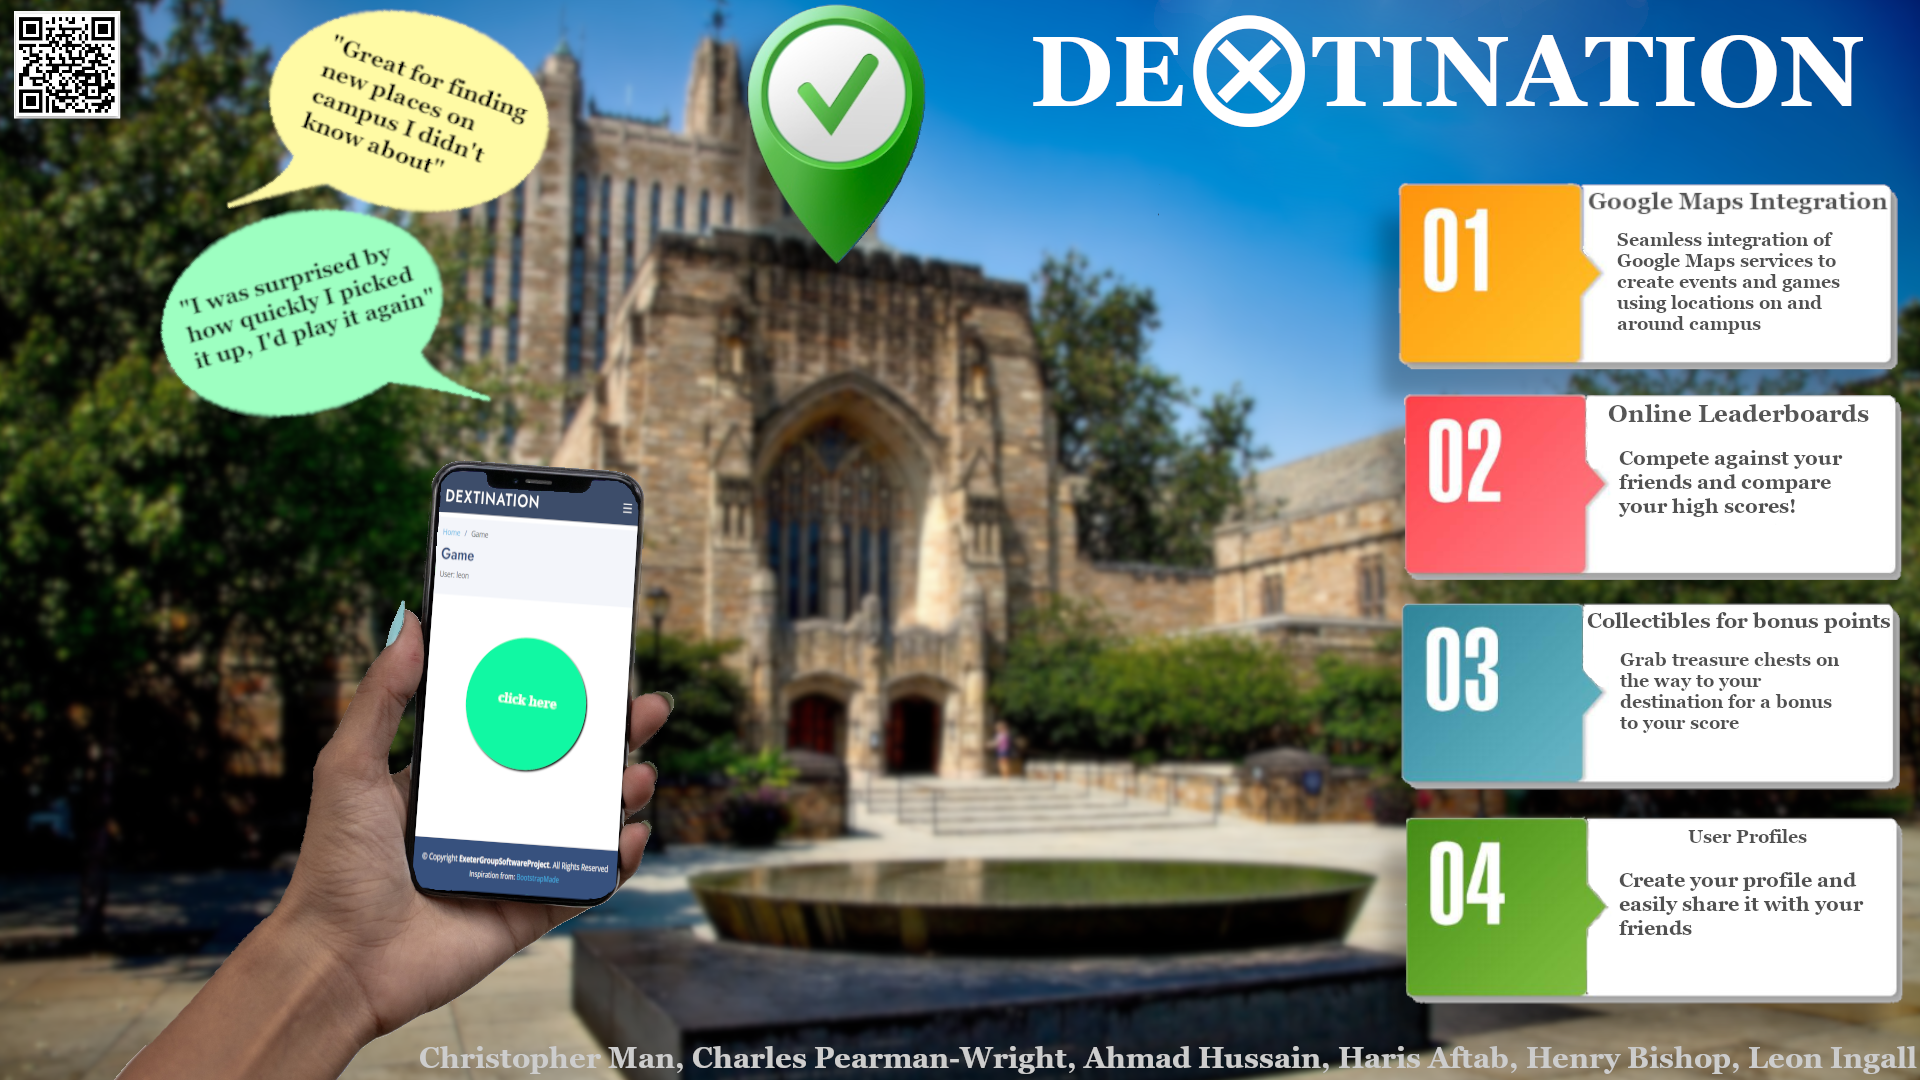 "Great for finding
new places on
campus I didn't
know about"
"I was surprised by
how quickly I picked
it up, I'd play it again"
DEXTINATION
01
Google Maps Integration
Seamless integration of
Google Maps services to
create events and games
using locations on and
around campus
02
Online Leaderboards
Compete against your
friends and compare
your high scores!
03
Collectibles for bonus points
Grab treasure chests on
the way to your
destination for a bonus
to your score
04
User Profiles
Create your profile and
easily share it with your
friends
DEXTINATION
Home / Game
Game
User: leon
click here
© Copyright ExeterGroupSoftwareProject. All Rights Reserved
Inspiration from: BootstrapMade
Christopher Man, Charles Pearman-Wright, Ahmad Hussain, Haris Aftab, Henry Bishop, Leon Ingall